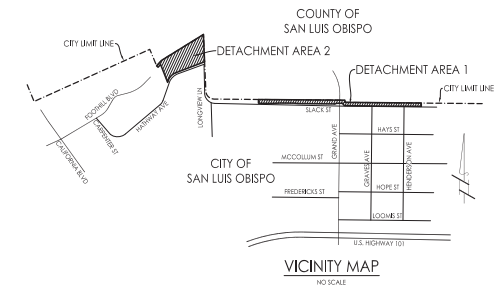 COUNTY OF
SAN LUIS OBISPO
CITY LIMIT LINE
DETACHMENT AREA 2
DETACHMENT AREA 1
CITY LIMIT LINE
FOOTHILL BLVD
HATHWAY AVE
LONGVIEW LN
SLACK ST
CARPENTER ST
CALIFORNIA BLVD
HAYS ST
CITY OF
SAN LUIS OBISPO
MCCOLLUM ST
GRAND AVE
GRAVES AVE
HENDERSON AVE
FREDERICKS ST
HOPE ST
LOOMIS ST
U.S. HIGHWAY 101
VICINITY MAP
NO SCALE